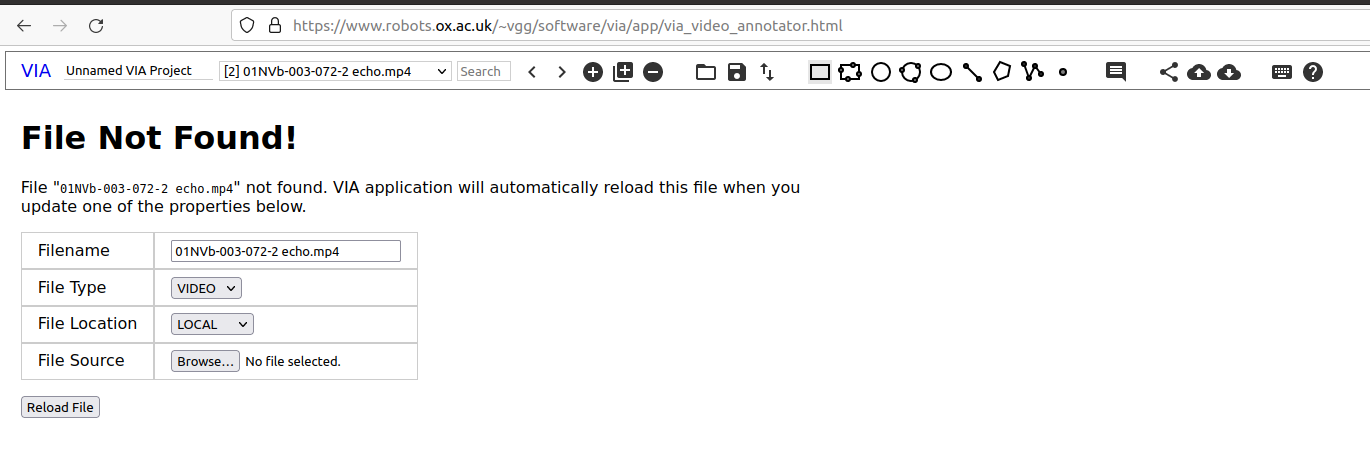 https://www.robots.ox.ac.uk/~vgg/software/via/app/via_video_annotator.html
VIA Unnamed VIA Project [2] 01NVb-003-072-2 echo.mp4 Search
File Not Found!
File "01NVb-003-072-2 echo.mp4" not found. VIA application will automatically reload this file when you
update one of the properties below.
Filename 01NVb-003-072-2 echo.mp4
File Type VIDEO
File Location LOCAL
File Source Browse... No file selected.
Reload File